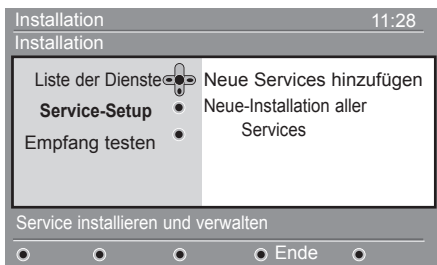 Installation 11:28
Installation
Liste der Dienste Neue Services hinzufügen
Service-Setup Neue-Installation aller
Services
Empfang testen
Service installieren und verwalten
Ende